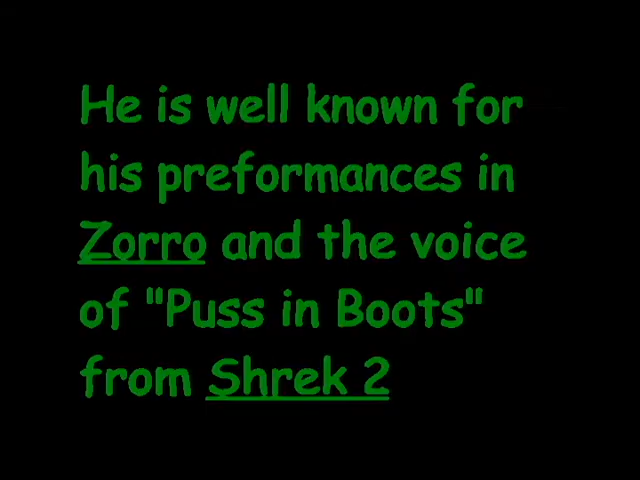 He is well known for
his preformances in
Zorro and the voice
of "Puss in Boots"
from Shrek 2